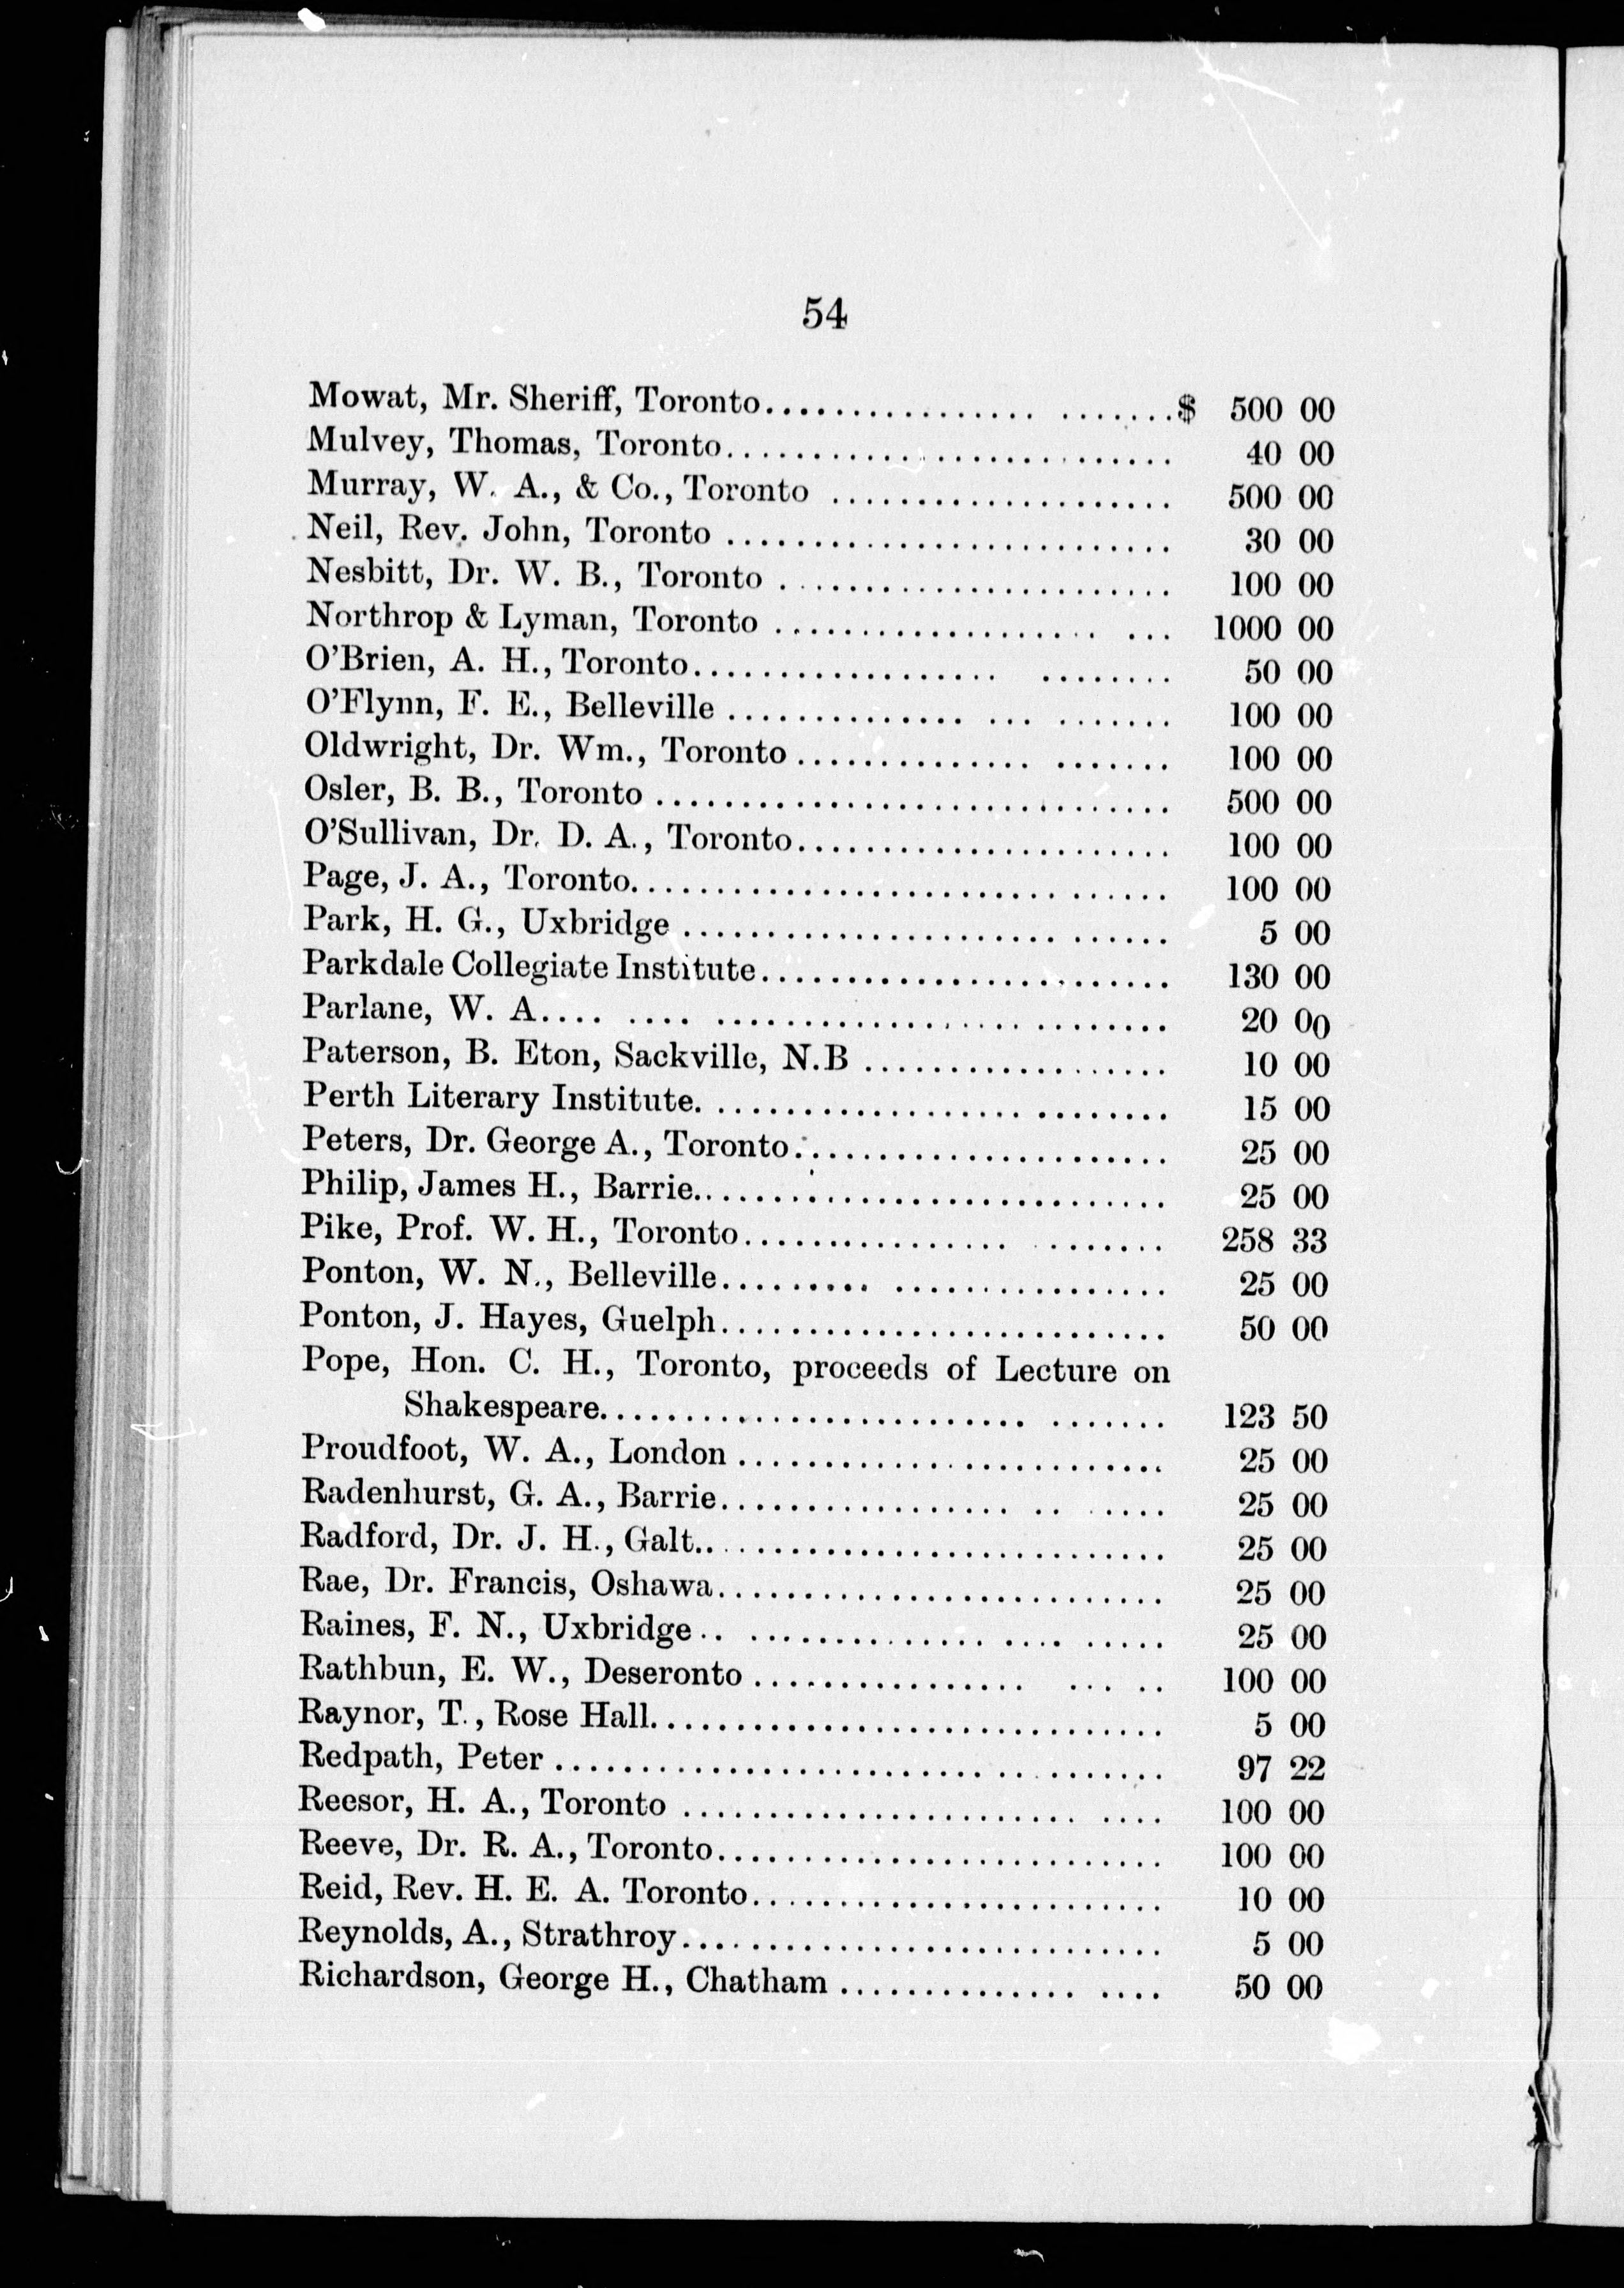 54
Mowat, Mr. Sheriff, Toronto.......................$ 500 00
Mulvey, Thomas, Toronto........................... 40 00
Murray, W. A., & Co., Toronto ..................... 500 00
Neil, Rev. John, Toronto ........................... 30 00
Nesbitt, Dr. W. B., Toronto ........................ 100 00
Northrop & Lyman, Toronto ...................... 1000 00
O'Brien, A. H., Toronto.......................... 50 00
O'Flynn, F. E., Belleville ......................... 100 00
Oldwright, Dr. Wm., Toronto ..................... 100 00
Osler, B. B., Toronto .............................. 500 00
O'Sullivan, Dr. D. A., Toronto...................... 100 00
Page, J. A., Toronto................................ 100 00
Park, H. G., Uxbridge ............................ 5 00
Parkdale Collegiate Institute........................ 130 00
Parlane, W. A.................................... 20 00
Paterson, B. Eton, Sackville, N.B .................. 10 00
Perth Literary Institute............................ 15 00
Peters, Dr. George A., Toronto...................... 25 00
Philip, James H., Barrie............................ 25 00
Pike, Prof. W. H., Toronto........................ 258 33
Ponton, W. N., Belleville.......................... 25 00
Ponton, J. Hayes, Guelph.......................... 50 00
Pope, Hon. C. H., Toronto, proceeds of Lecture on
Shakespeare................................ 123 50
Proudfoot, W. A., London ......................... 25 00
Radenhurst, G. A., Barrie......................... 25 00
Radford, Dr. J. H., Galt............................ 25 00
Rae, Dr. Francis, Oshawa.......................... 25 00
Raines, F. N., Uxbridge.......................... 25 00
Rathbun, E. W., Deseronto ..................... 100 00
Raynor, T., Rose Hall.............................. 5 00
Redpath, Peter ................................... 97 22
Reesor, H. A., Toronto ........................... 100 00
Reeve, Dr. R. A., Toronto.......................... 100 00
Reid, Rev. H. E. A. Toronto........................ 10 00
Reynolds, A., Strathroy............................ 5 00
Richardson, George H., Chatham .................. 50 00